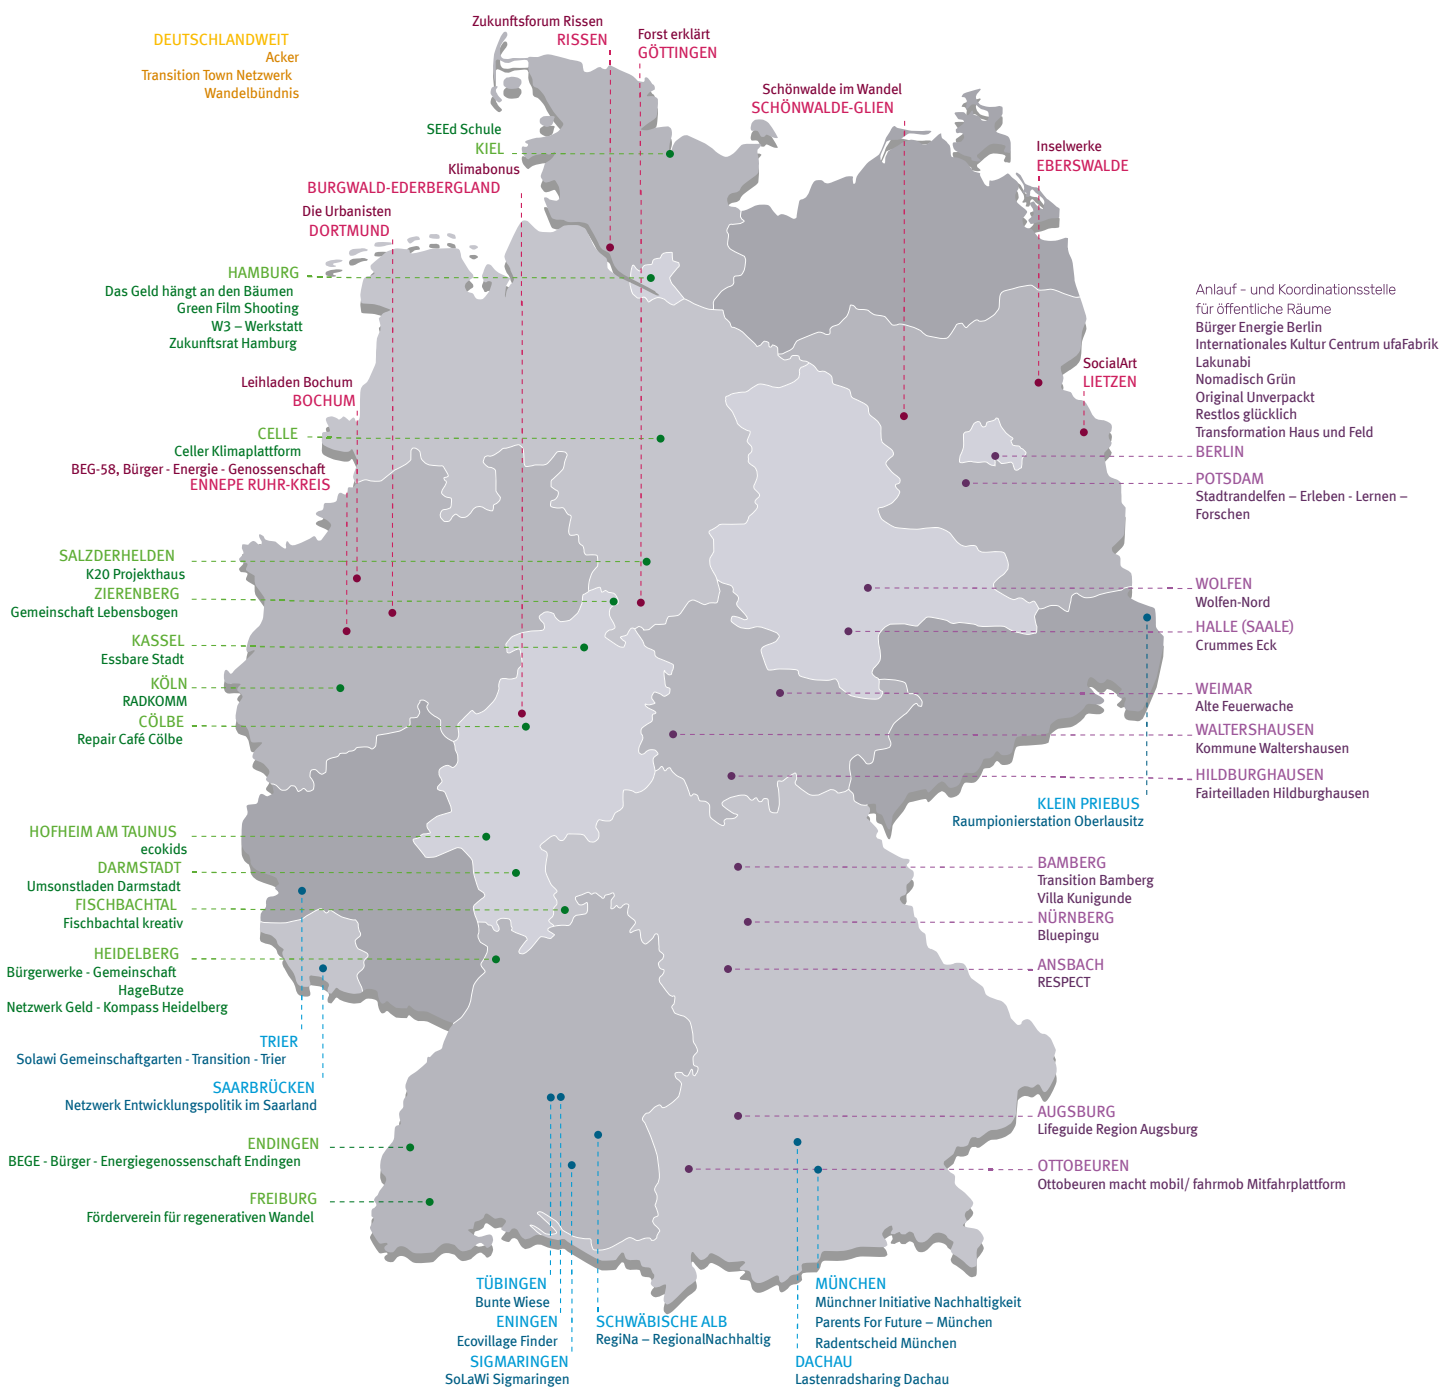 DEUTSCHLANDWEIT
Acker
Transition Town Netzwerk
Wandelbündnis
Zukunftsforum Rissen
RISSEN
Forst erklärt
GÖTTINGEN
Schönwalde im Wandel
SCHÖNWALDE-GLIEN
SEEd Schule
KIEL
Klimabonus
BURGWALD-EDERBERGLAND
Die Urbanisten
DORTMUND
Inselwerke
EBERSWALDE
HAMBURG
Das Geld hängt an den Bäumen
Green Film Shooting
W3 – Werkstatt
Zukunftsrat Hamburg
Leihladen Bochum
BOCHUM
CELLE
Celler Klimaplattform
BEG-58, Bürger - Energie - Genossenschaft
ENNEPE RUHR-KREIS
SocialArt
LIETZEN
Anlauf - und Koordinationsstelle
für öffentliche Räume
Bürger Energie Berlin
Internationales Kultur Centrum ufaFabrik
Lakunabi
Nomadisch Grün
Original Unverpackt
Restlos glücklich
Transformation Haus und Feld
BERLIN
POTSDAM
Stadtrandelfen – Erleben - Lernen –
Forschen
SALZDERHELDEN
K20 Projekthaus
ZIERENBERG
Gemeinschaft Lebensbogen
KASSEL
Essbare Stadt
KÖLN
RADKOMM
CÖLBE
Repair Café Cölbe
WOLFEN
Wolfen-Nord
HALLE (SAALE)
Crummes Eck
WEIMAR
Alte Feuerwache
WALTERSHAUSEN
Kommune Waltershausen
HILDBURGHAUSEN
Fairteilladen Hildburghausen
KLEIN PRIEBUS
Raumpionierstation Oberlausitz
HOFHEIM AM TAUNUS
ecokids
DARMSTADT
Umsonstladen Darmstadt
FISCHBACHTAL
Fischbachtal kreativ
HEIDELBERG
Bürgerwerke - Gemeinschaft
HageButze
Netzwerk Geld - Kompass Heidelberg
BAMBERG
Transition Bamberg
Villa Kunigunde
NÜRNBERG
Bluepingu
ANSBACH
RESPECT
TRIER
Solawi Gemeinschaftgarten - Transition - Trier
SAARBRÜCKEN
Netzwerk Entwicklungspolitik im Saarland
ENDINGEN
BEGE - Bürger - Energiegenossenschaft Endingen
FREIBURG
Förderverein für regenerativen Wandel
AUGSBURG
Lifeguide Region Augsburg
OTTOBEUREN
Ottobeuren macht mobil/ fahrmob Mitfahrplattform
TÜBINGEN
Bunte Wiese
ENINGEN
Ecovillage Finder
SIGMARINGEN
SoLaWi Sigmaringen
SCHWÄBISCHE ALB
RegiNa – RegionalNachhaltig
MÜNCHEN
Münchner Initiative Nachhaltigkeit
Parents For Future – München
Radentscheid München
DACHAU
Lastenradsharing Dachau